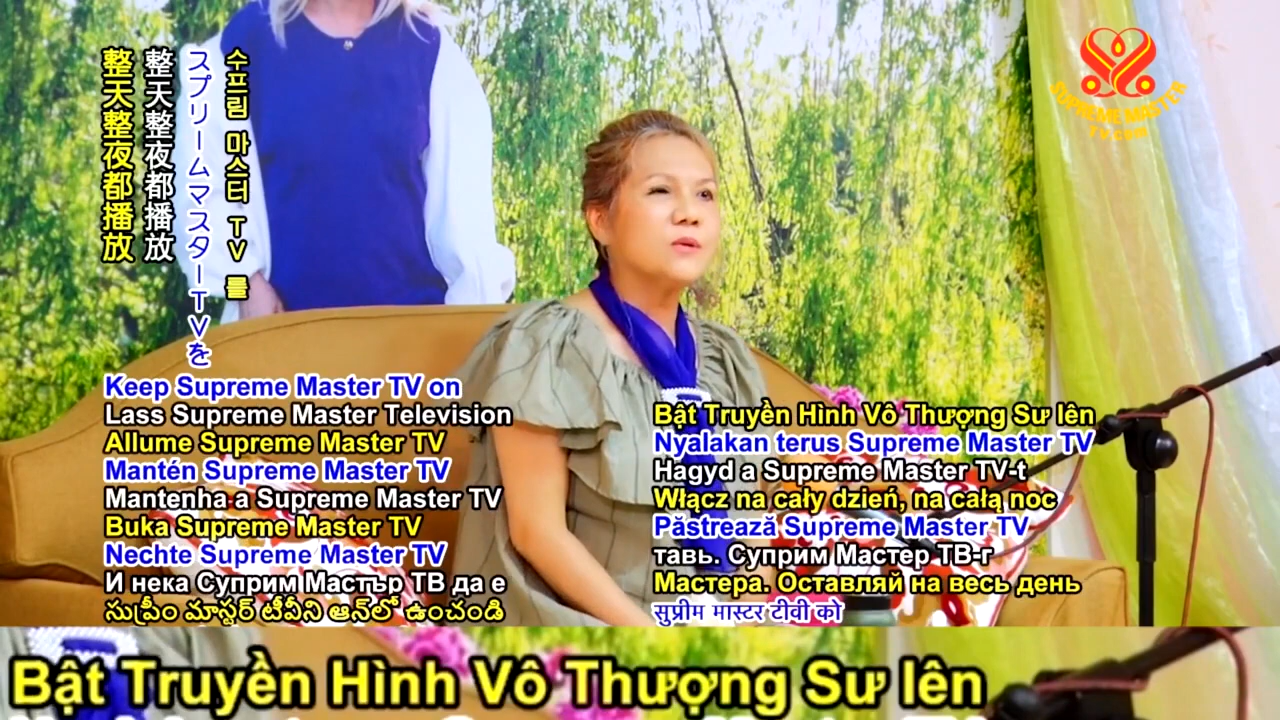 整天整夜都播放
整天整夜都播放
スプリームマスターTVを
수프림 마스터 TV 를
SUPREME MASTER
TV.COM
Keep Supreme Master TV on
Lass Supreme Master Television
Allume Supreme Master TV
Mantén Supreme Master TV
Mantenha a Supreme Master TV
Buka Supreme Master TV
Nechte Supreme Master TV
И нека Суприм Мастър ТВ да е
సుప్రీం మాస్టర్ టీవీని ఆన్‌లో ఉంచండి
Bật Truyền Hình Vô Thượng Sư lên
Nyalakan terus Supreme Master TV
Hagyd a Supreme Master TV-t
Włącz na cały dzień, na całą noc
Păstrează Supreme Master TV
тавь. Суприм Мастер ТВ-г
Мастера. Оставляй на весь день
सुप्रीम मास्टर टीवी को
Bật Truyền Hình Vô Thượng Sư lên